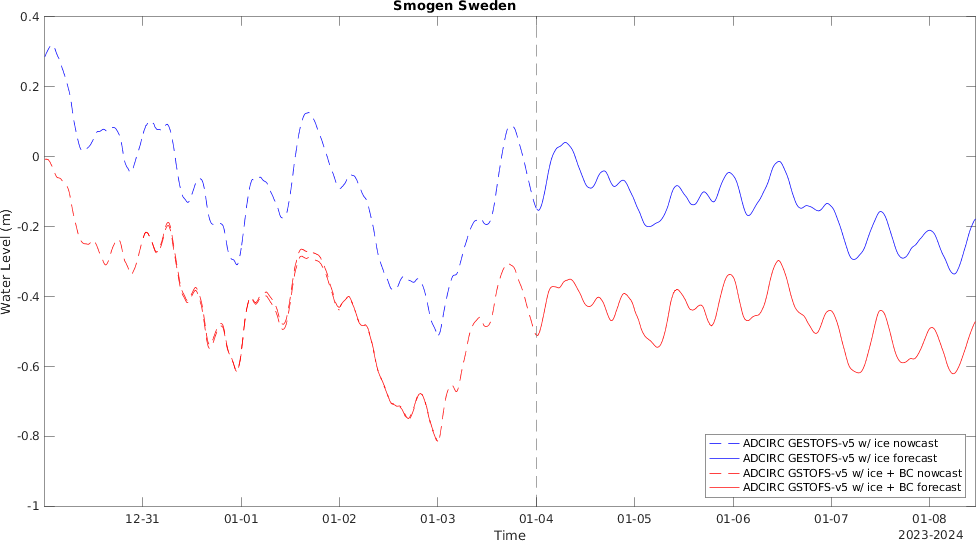 Smogen Sweden
0.4
0.2
0
-0.2
-0.4
-0.6
-0.8
-1
Water Level (m)
ADCIRC GESTOFS-v5 w/ ice nowcast
ADCIRC GESTOFS-v5 w/ ice forecast
ADCIRC GSTOFS-v5 w/ ice + BC nowcast
ADCIRC GSTOFS-v5 w/ ice + BC forecast
12-31 01-01 01-02 01-03 01-04 01-05 01-06 01-07 01-08
Time
2023-2024